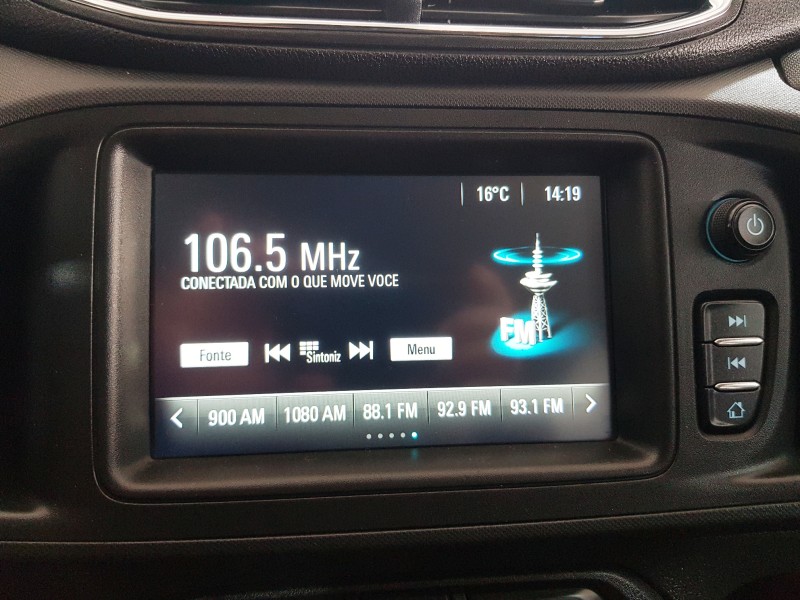 16°C 14:19
106.5 MHz
CONECTADA COM O QUE MOVE VOCE
FM
Fonte Sintoniz Menu
900 AM 1080 AM 88.1 FM 92.9 FM 93.1 FM